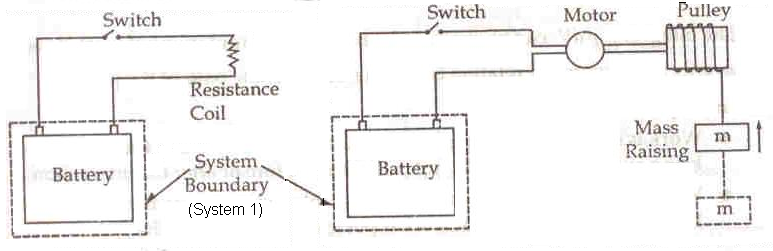 Switch
Resistance
Coil
Battery
System
Boundary
(System 1)
Switch
Motor
Pulley
Battery
Mass
Raising
m
m